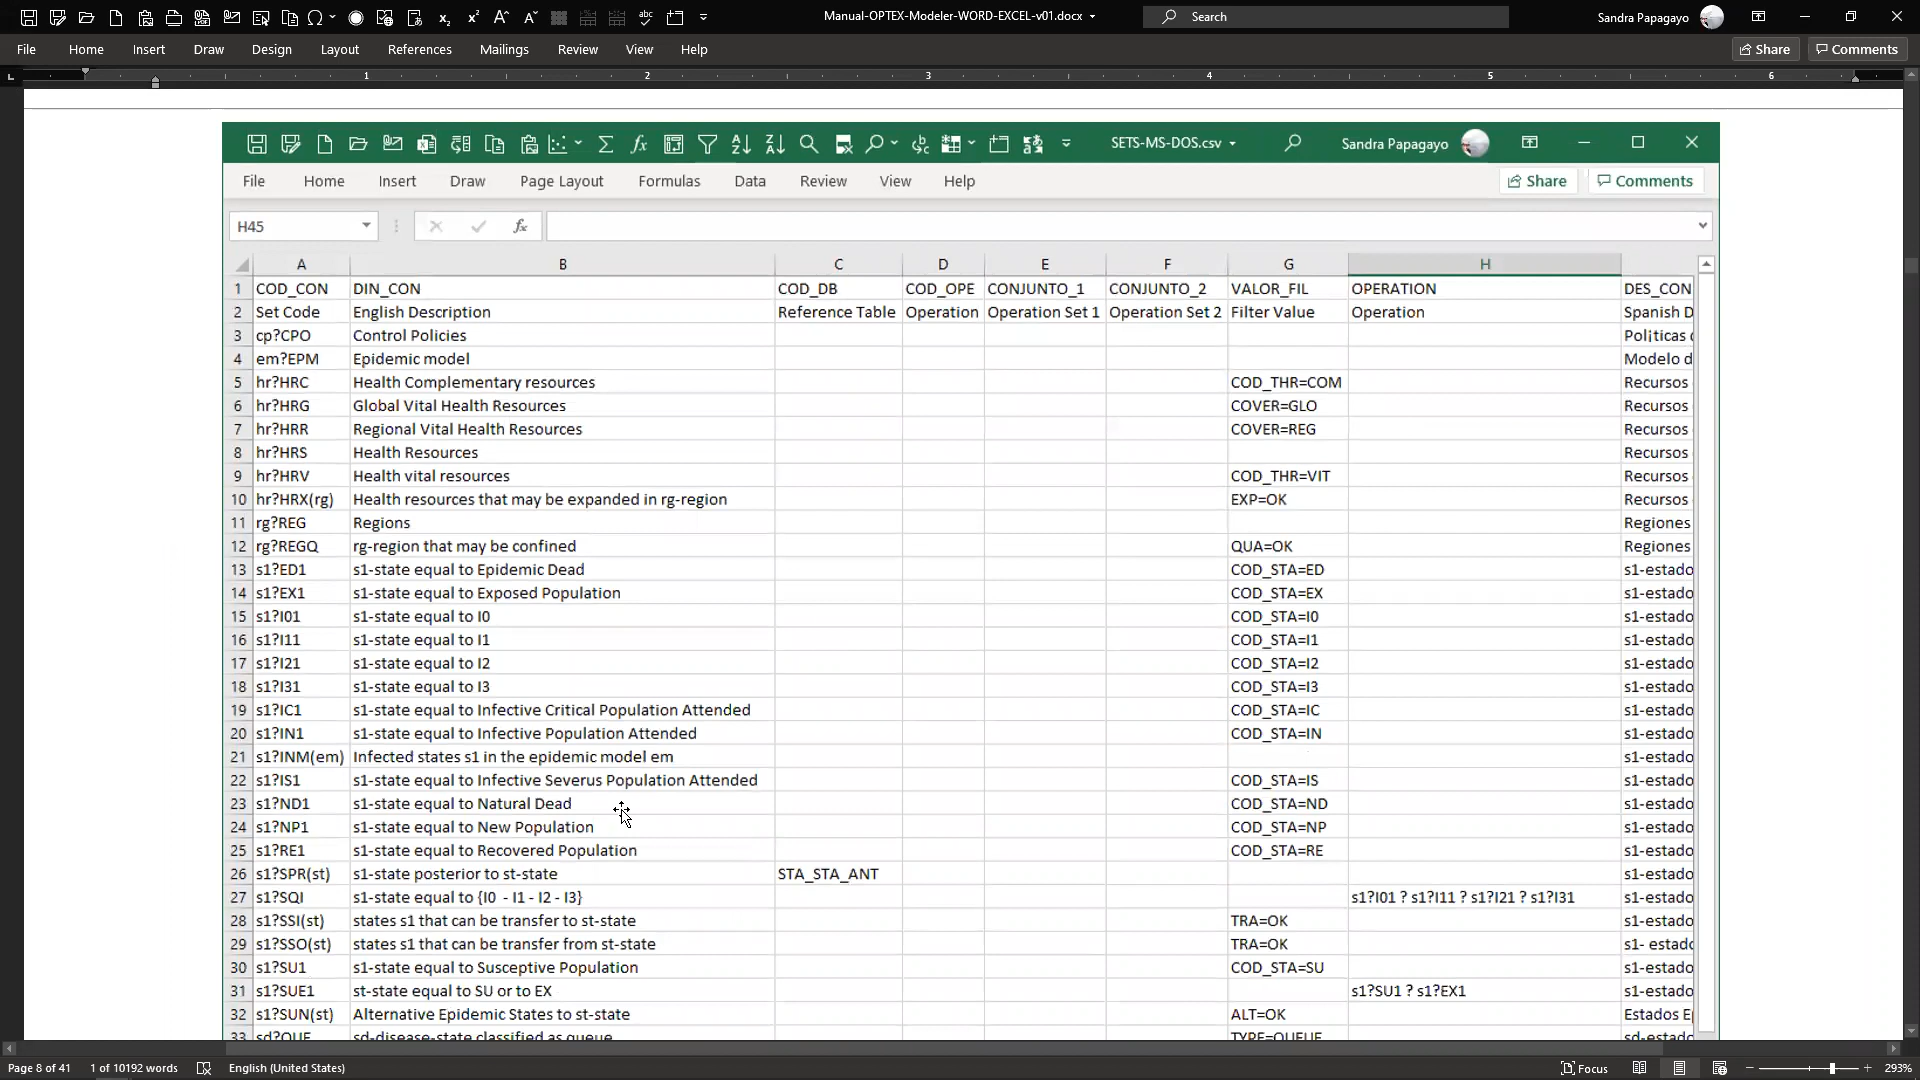 Manual-OPTEX-Modeler-WORD-EXCEL-v01.docx
Search
Sandra Papagayo
File Home Insert Draw Design Layout References Mailings Review View Help
Share Comments
1 2 3 4 5 6
SETS-MS-DOS.csv
Sandra Papagayo
File Home Insert Draw Page Layout Formulas Data Review View Help
Share Comments
H45
A B C D E F G H
1 COD_CON DIN_CON COD_DB COD_OPE CONJUNTO_1 CONJUNTO_2 VALOR_FIL OPERATION DES_CON
2 Set Code English Description Reference Table Operation Operation Set 1 Operation Set 2 Filter Value Operation Spanish D
3 cp?CPO Control Policies Pol¡ticas
4 em?EPM Epidemic model Modelo d
5 hr?HRC Health Complementary resources COD_THR=COM Recursos
6 hr?HRG Global Vital Health Resources COVER=GLO Recursos
7 hr?HRR Regional Vital Health Resources COVER=REG Recursos
8 hr?HRS Health Resources Recursos
9 hr?HRV Health vital resources COD_THR=VIT Recursos
10 hr?HRX(rg) Health resources that may be expanded in rg-region EXP=OK Recursos
11 rg?REG Regions Regiones
12 rg?REGQ rg-region that may be confined QUA=OK Regiones
13 s1?ED1 s1-state equal to Epidemic Dead COD_STA=ED s1-estado
14 s1?EX1 s1-state equal to Exposed Population COD_STA=EX s1-estado
15 s1?I01 s1-state equal to I0 COD_STA=I0 s1-estado
16 s1?I11 s1-state equal to I1 COD_STA=I1 s1-estado
17 s1?I21 s1-state equal to I2 COD_STA=I2 s1-estado
18 s1?I31 s1-state equal to I3 COD_STA=I3 s1-estado
19 s1?IC1 s1-state equal to Infective Critical Population Attended COD_STA=IC s1-estado
20 s1?IN1 s1-state equal to Infective Population Attended COD_STA=IN s1-estado
21 s1?INM(em) Infected states s1 in the epidemic model em s1-estado
22 s1?IS1 s1-state equal to Infective Severus Population Attended COD_STA=IS s1-estado
23 s1?ND1 s1-state equal to Natural Dead COD_STA=ND s1-estado
24 s1?NP1 s1-state equal to New Population COD_STA=NP s1-estado
25 s1?RE1 s1-state equal to Recovered Population COD_STA=RE s1-estado
26 s1?SPR(st) s1-state posterior to st-state STA_STA_ANT s1-estado
27 s1?SQI s1-state equal to {I0 - I1 - I2 - I3} s1?I01 ? s1?I11 ? s1?I21 ? s1?I31 s1-estado
28 s1?SSI(st) states s1 that can be transfer to st-state TRA=OK s1-estado
29 s1?SSO(st) states s1 that can be transfer from st-state TRA=OK s1- estado
30 s1?SU1 s1-state equal to Susceptive Population COD_STA=SU s1-estado
31 s1?SUE1 st-state equal to SU or to EX s1?SU1 ? s1?EX1 s1-estado
32 s1?SUN(st) Alternative Epidemic States to st-state ALT=OK Estados E
33 sd?QUE sd-disease-state classified as queue TYPE=QUEUE
Page 8 of 41 1 of 10192 words English (United States) Focus 293%